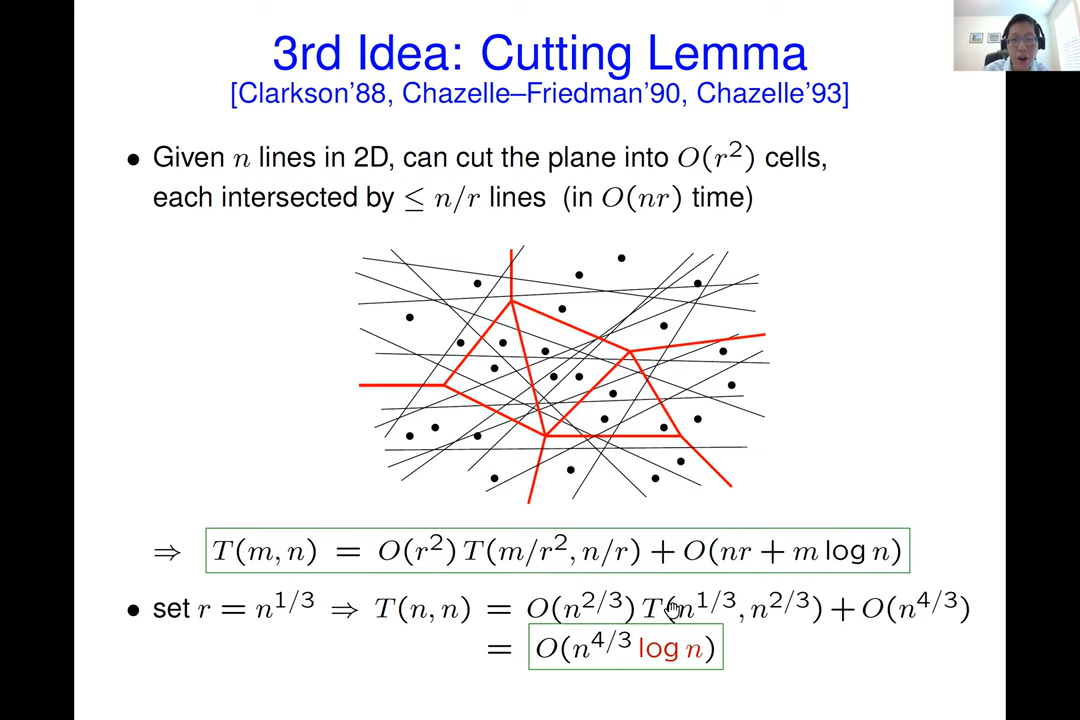 3rd Idea: Cutting Lemma
[Clarkson’88, Chazelle–Friedman’90, Chazelle’93]
• Given n lines in 2D, can cut the plane into O(r²) cells,
each intersected by ≤ n/r lines (in O(nr) time)
⇒ T(m, n) = O(r²) T(m/r², n/r) + O(nr + m log n)
• set r = n^{1/3} ⇒ T(n, n) = O(n^{2/3}) T(n^{1/3}, n^{2/3}) + O(n^{4/3})
= O(n^{4/3} log n)